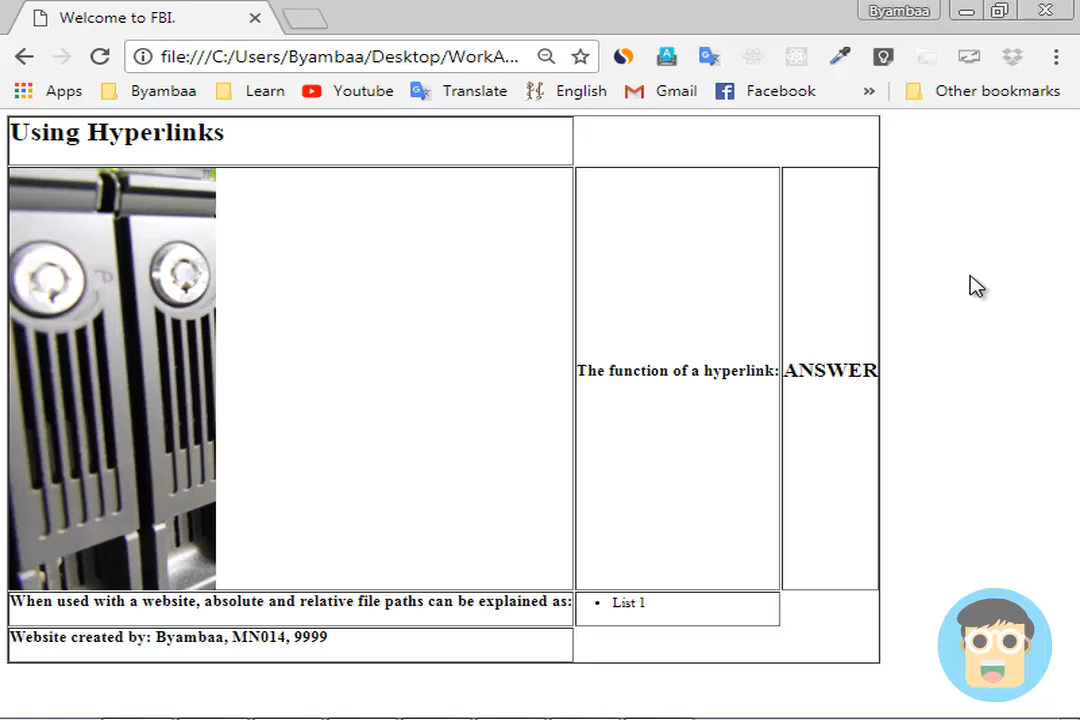 Welcome to FBI.
Byambaa
file:///C:/Users/Byambaa/Desktop/WorkA...
Apps Byambaa Learn Youtube Translate English Gmail Facebook » Other bookmarks
Using Hyperlinks
The function of a hyperlink: ANSWER
When used with a website, absolute and relative file paths can be explained as: • List 1
Website created by: Byambaa, MN014, 9999